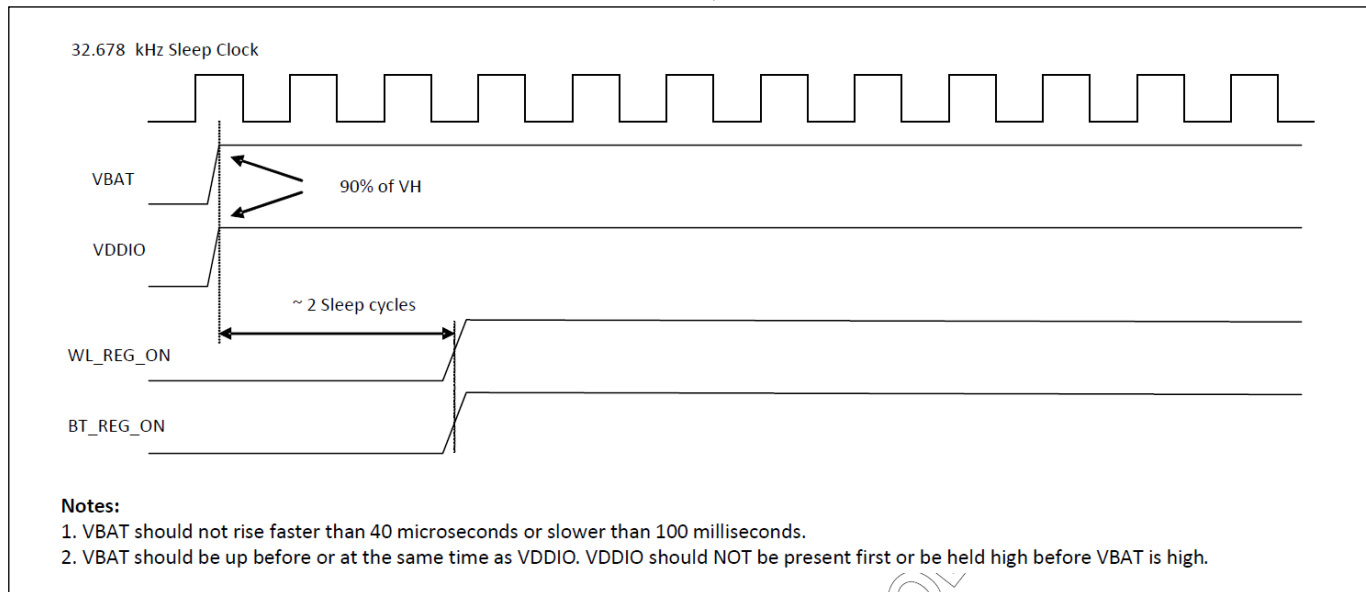 32.678 kHz Sleep Clock
VBAT
90% of VH
VDDIO
~ 2 Sleep cycles
WL_REG_ON
BT_REG_ON
Notes:
1. VBAT should not rise faster than 40 microseconds or slower than 100 milliseconds.
2. VBAT should be up before or at the same time as VDDIO. VDDIO should NOT be present first or be held high before VBAT is high.